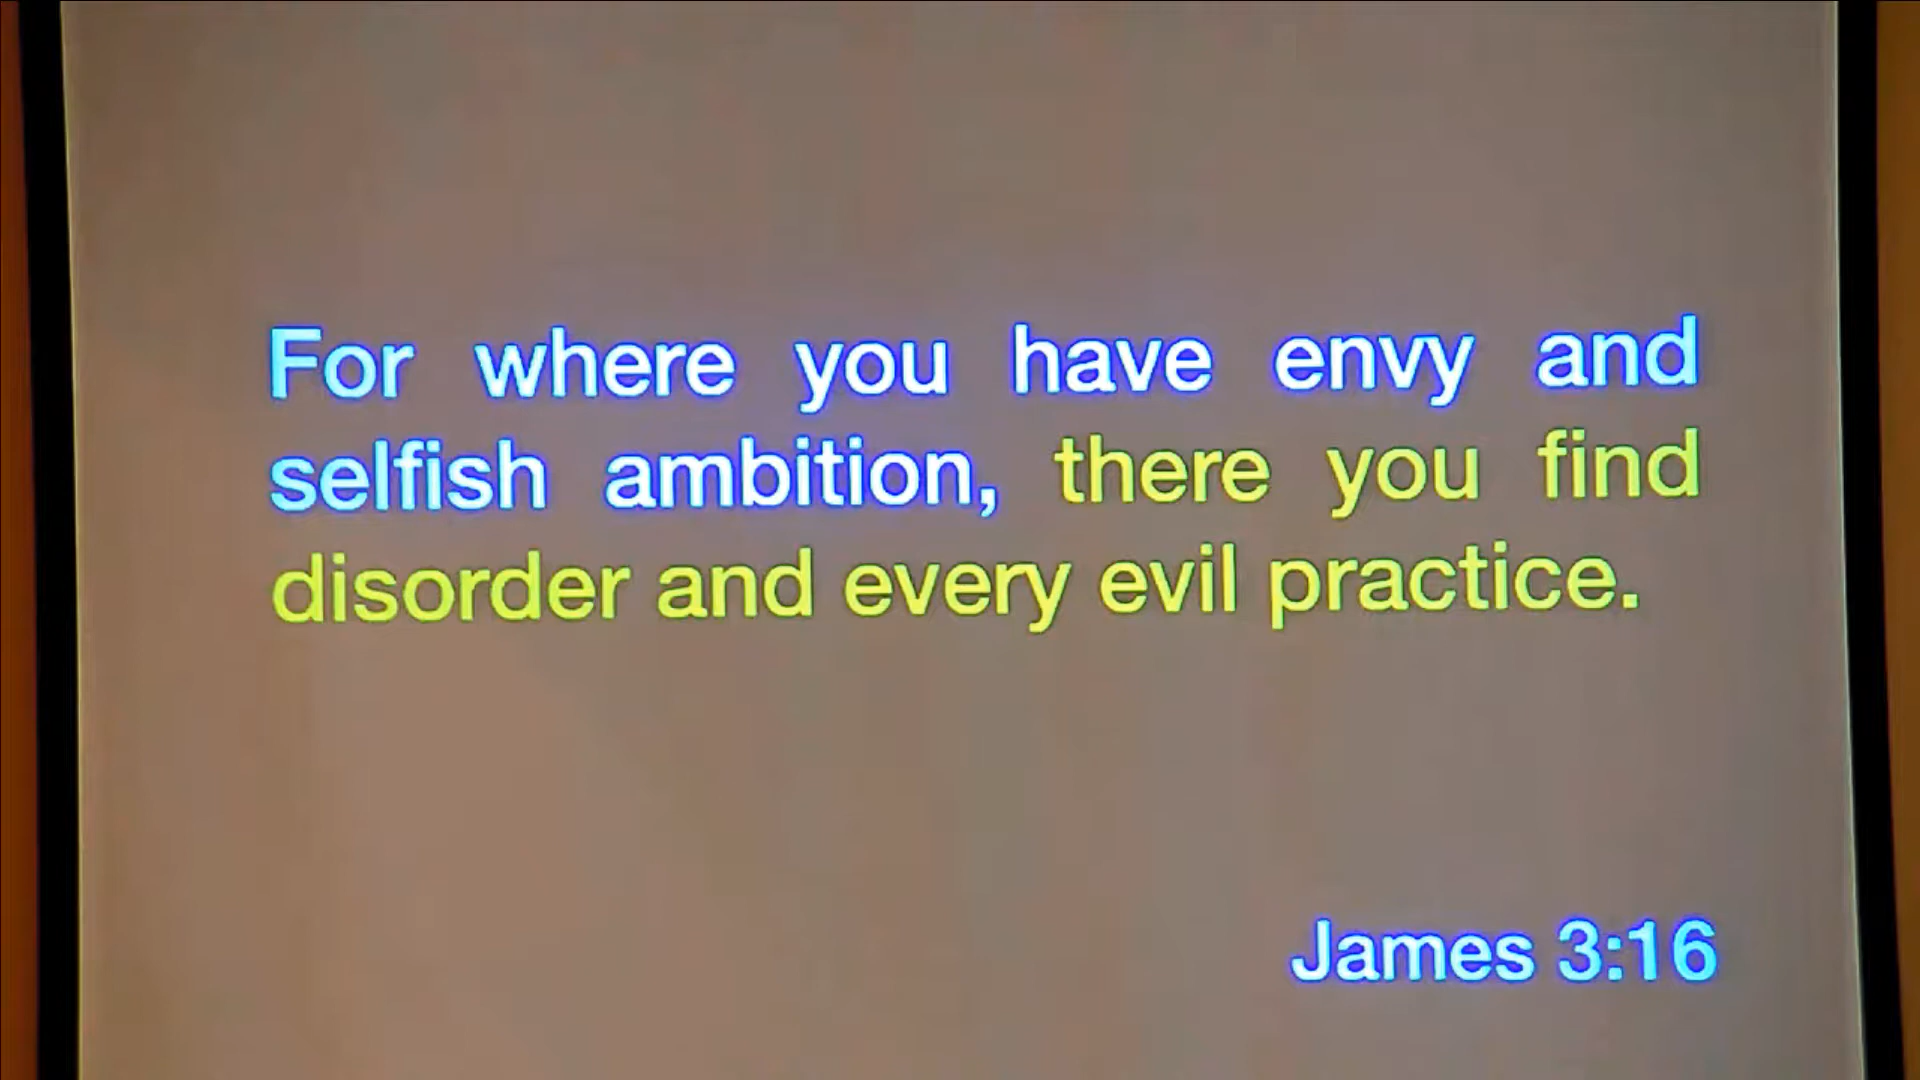 For where you have envy and
selfish ambition, there you find
disorder and every evil practice.
James 3:16